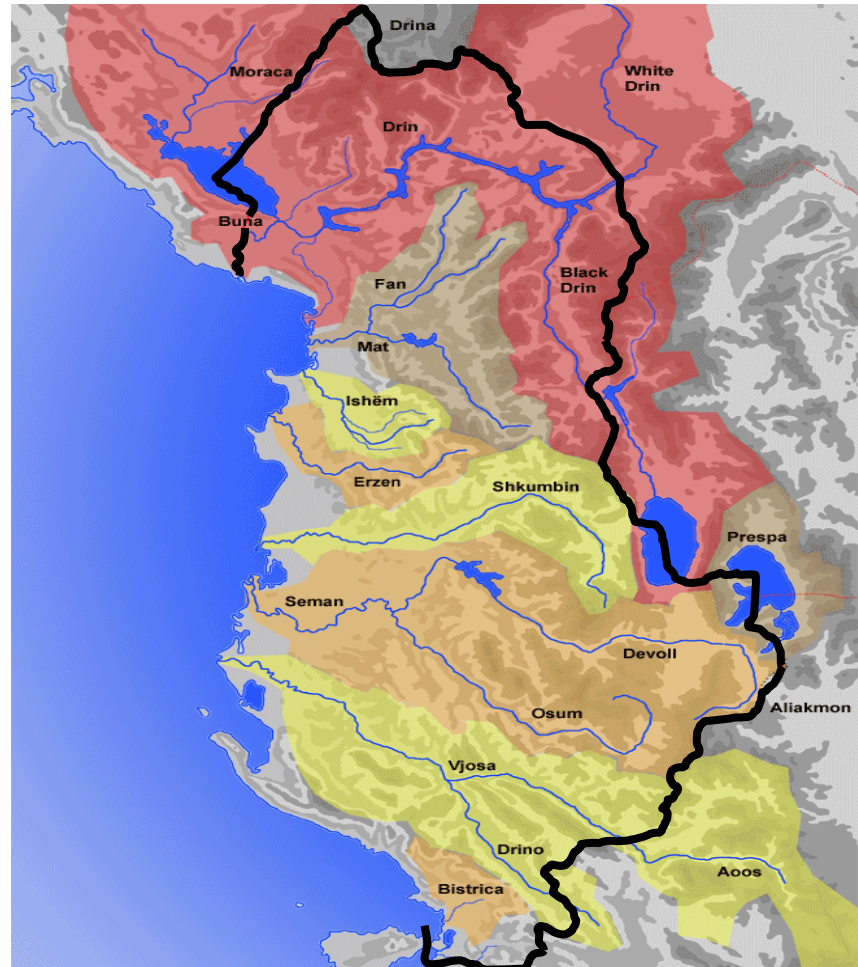 Drina
Moraca
White
Drin
Drin
Buna
Black
Drin
Fan
Mat
Ishëm
Erzen
Shkumbin
Prespa
Seman
Devoll
Osum
Aliakmon
Vjosa
Drino
Aoos
Bistrica